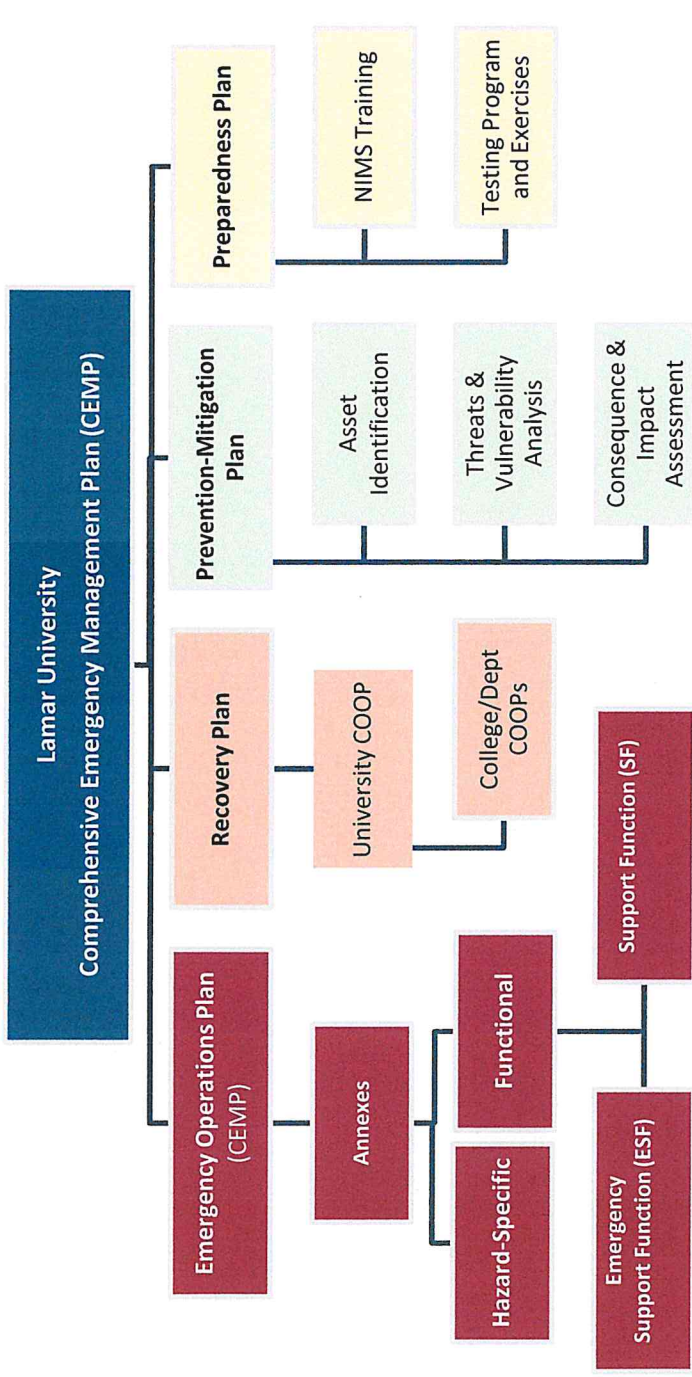 Lamar University
Comprehensive Emergency Management Plan (CEMP)
Emergency Operations Plan
(CEMP)
Annexes
Hazard-Specific
Functional
Emergency
Support Function (ESF)
Support Function (SF)
Recovery Plan
University COOP
College/Dept
COOPs
Prevention-Mitigation
Plan
Asset
Identification
Threats &
Vulnerability
Analysis
Consequence &
Impact
Assessment
Preparedness Plan
NIMS Training
Testing Program
and Exercises